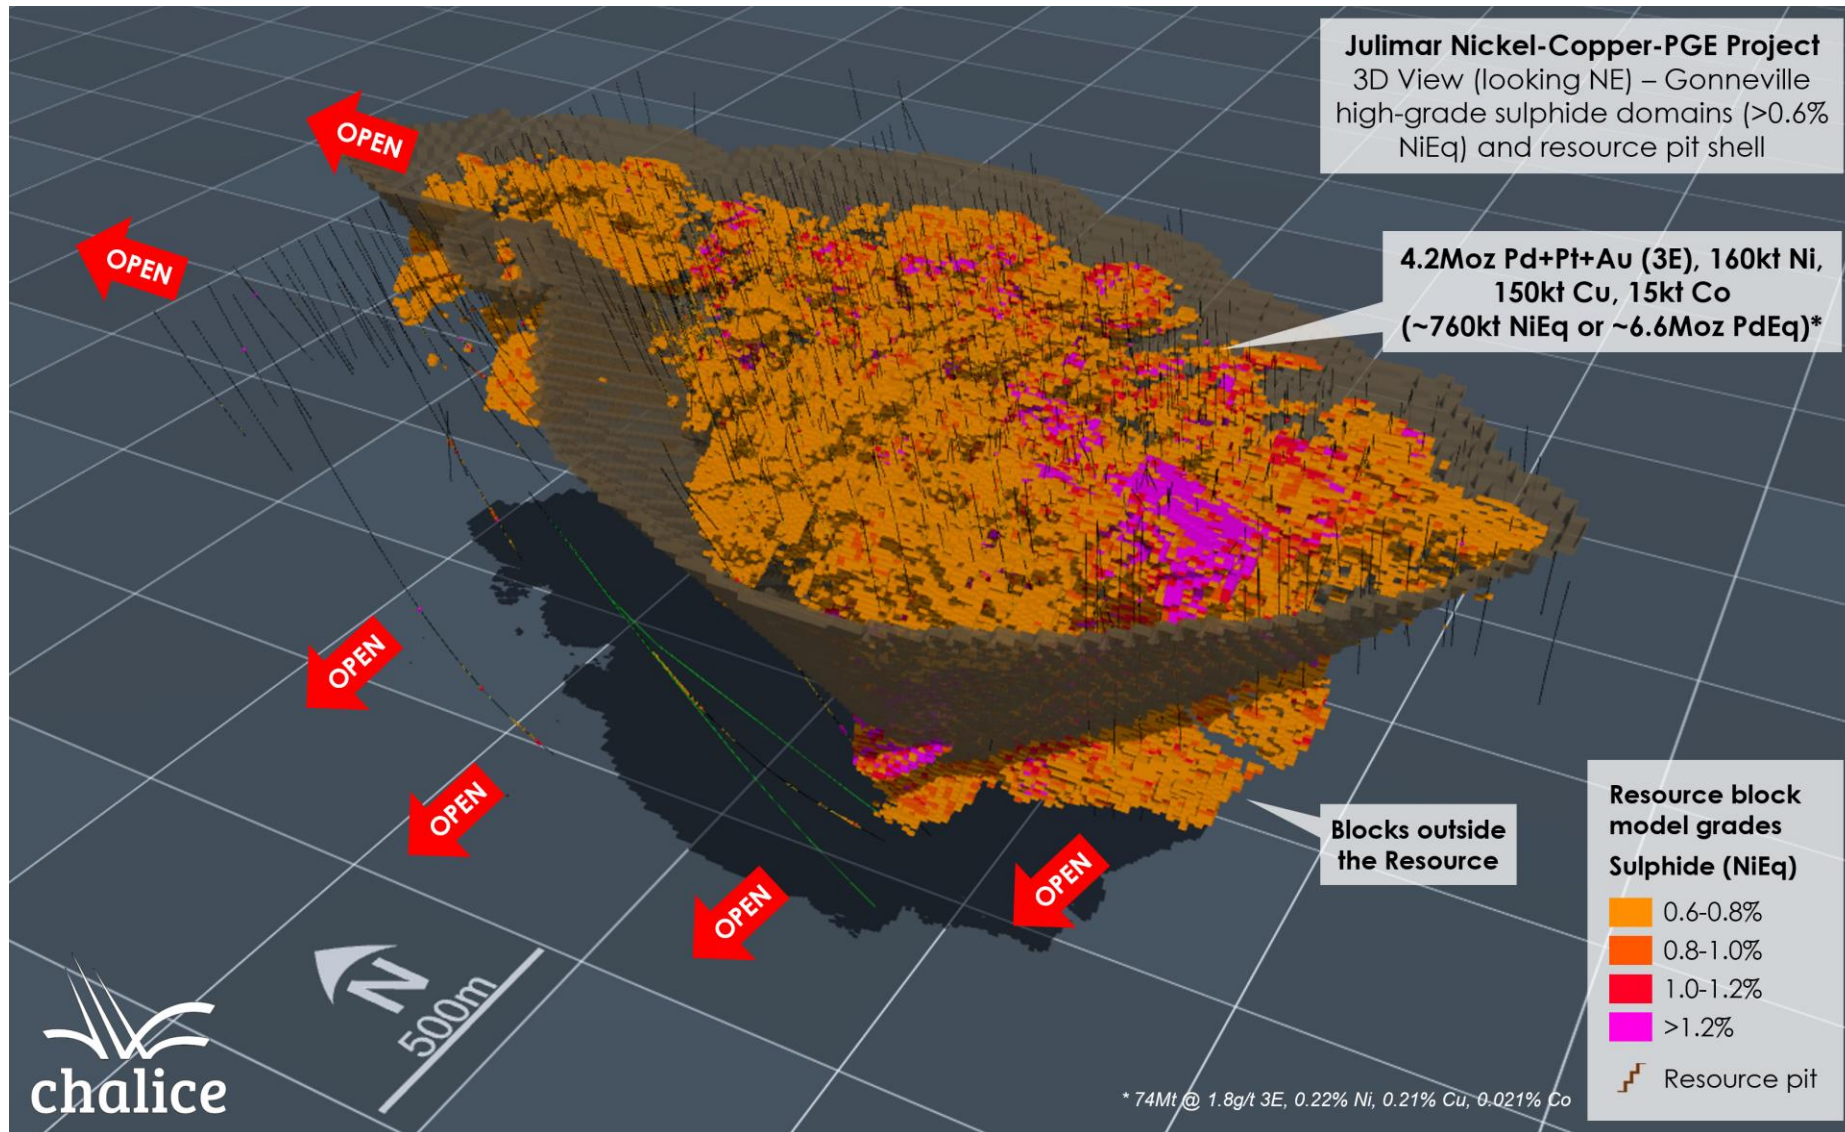 Julimar Nickel-Copper-PGE Project
3D View (looking NE) – Gonneville
high-grade sulphide domains (>0.6%
NiEq) and resource pit shell
OPEN
OPEN
4.2Moz Pd+Pt+Au (3E), 160kt Ni,
150kt Cu, 15kt Co
(~760kt NiEq or ~6.6Moz PdEq)*
OPEN
OPEN
OPEN
OPEN
Blocks outside
the Resource
Resource block
model grades
Sulphide (NiEq)
0.6-0.8%
0.8-1.0%
1.0-1.2%
>1.2%
Resource pit
N
500m
chalice
* 74Mt @ 1.8g/t 3E, 0.22% Ni, 0.21% Cu, 0.021% Co